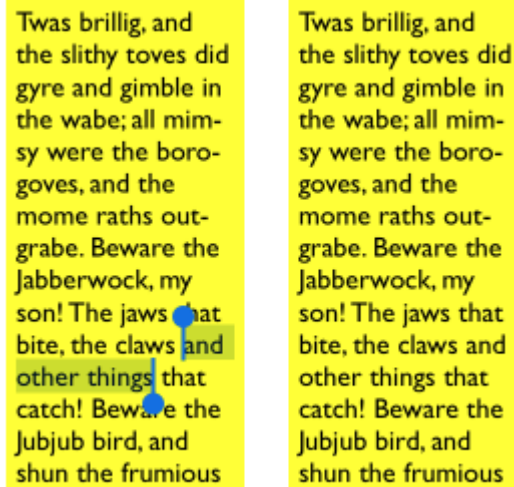 Twas brillig, and
the slithy toves did
gyre and gimble in
the wabe; all mim-
sy were the boro-
goves, and the
mome raths out-
grabe. Beware the
Jabberwock, my
son! The jaws that
bite, the claws and
other things that
catch! Beware the
Jubjub bird, and
shun the frumious
Twas brillig, and
the slithy toves did
gyre and gimble in
the wabe; all mim-
sy were the boro-
goves, and the
mome raths out-
grabe. Beware the
Jabberwock, my
son! The jaws that
bite, the claws and
other things that
catch! Beware the
Jubjub bird, and
shun the frumious